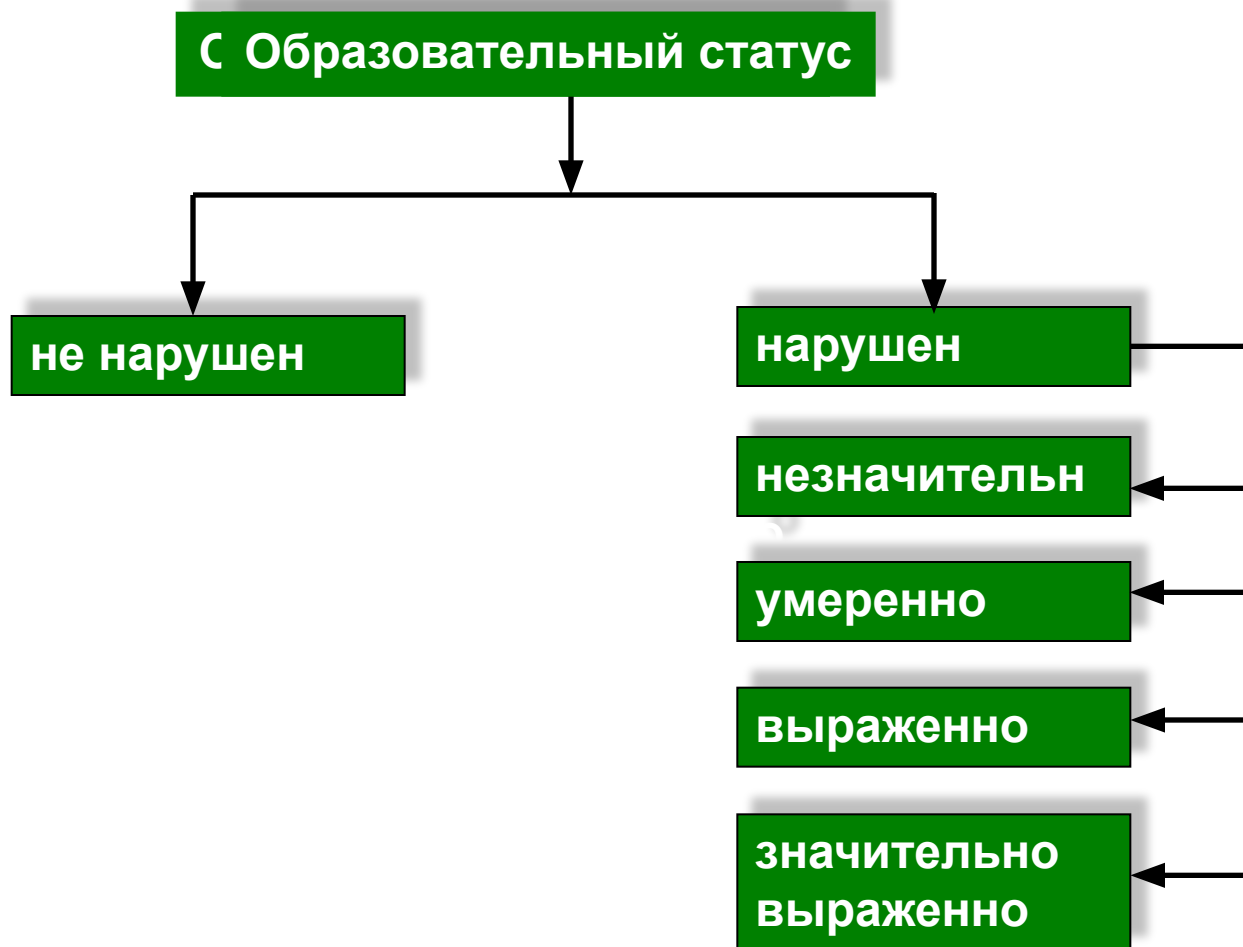 С Образовательный статус
не нарушен
нарушен
незначительн
о
умеренно
выраженно
значительно
выраженно